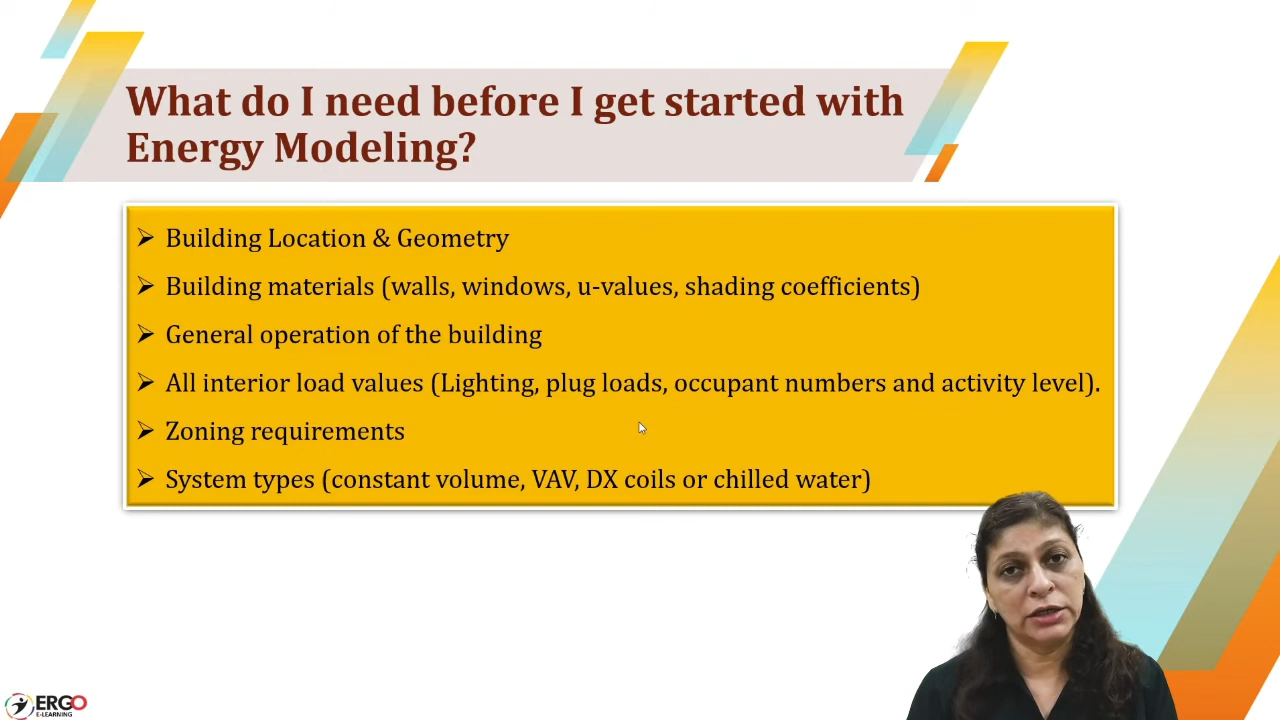 What do I need before I get started with
Energy Modeling?
➢ Building Location & Geometry
➢ Building materials (walls, windows, u-values, shading coefficients)
➢ General operation of the building
➢ All interior load values (Lighting, plug loads, occupant numbers and activity level).
➢ Zoning requirements
➢ System types (constant volume, VAV, DX coils or chilled water)
ERGO
E-LEARNING